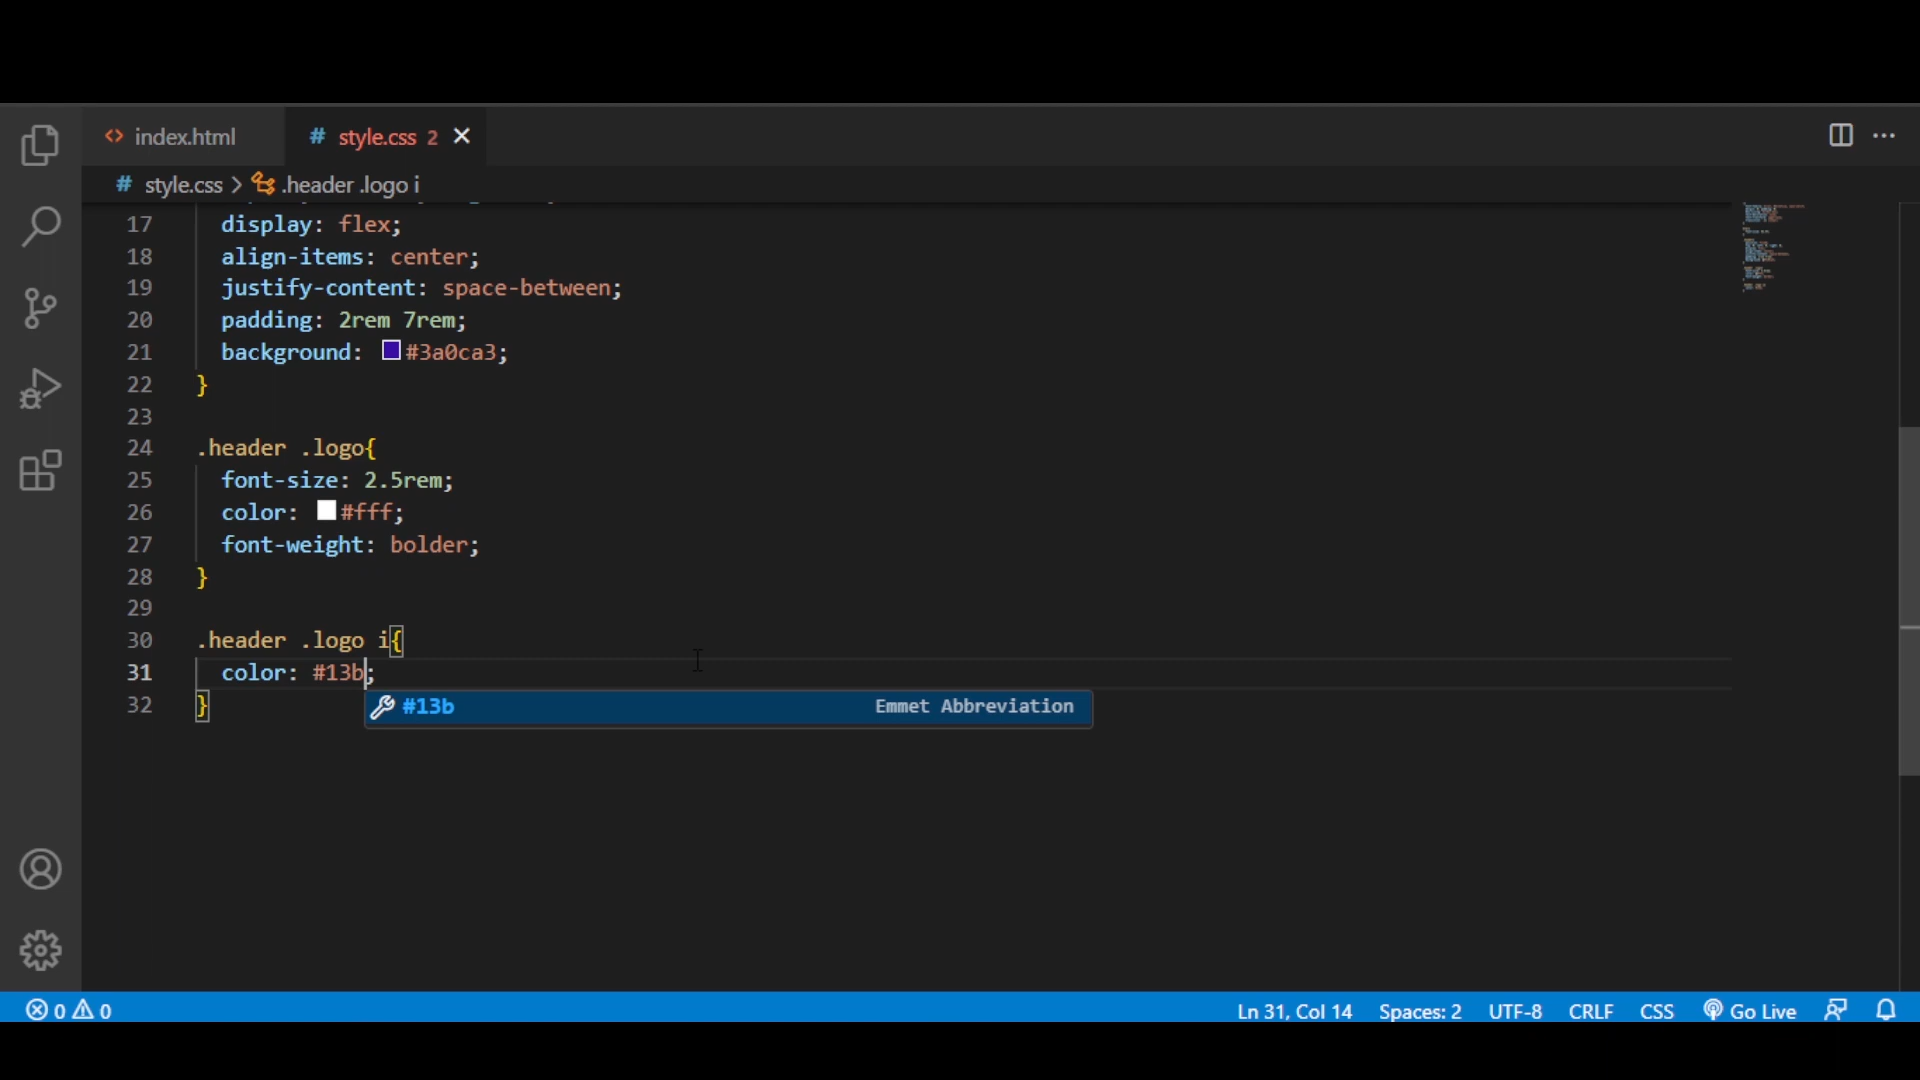 index.html
style.css 2
style.css > .header .logo i
17 display: flex;
18 align-items: center;
19 justify-content: space-between;
20 padding: 2rem 7rem;
21 background: #3a0ca3;
22 }
23
24 .header .logo{
25 font-size: 2.5rem;
26 color: #fff;
27 font-weight: bolder;
28 }
29
30 .header .logo i{
31 color: #13b;
32 }
#13b Emmet Abbreviation
0 0 Ln 31, Col 14 Spaces: 2 UTF-8 CRLF CSS Go Live